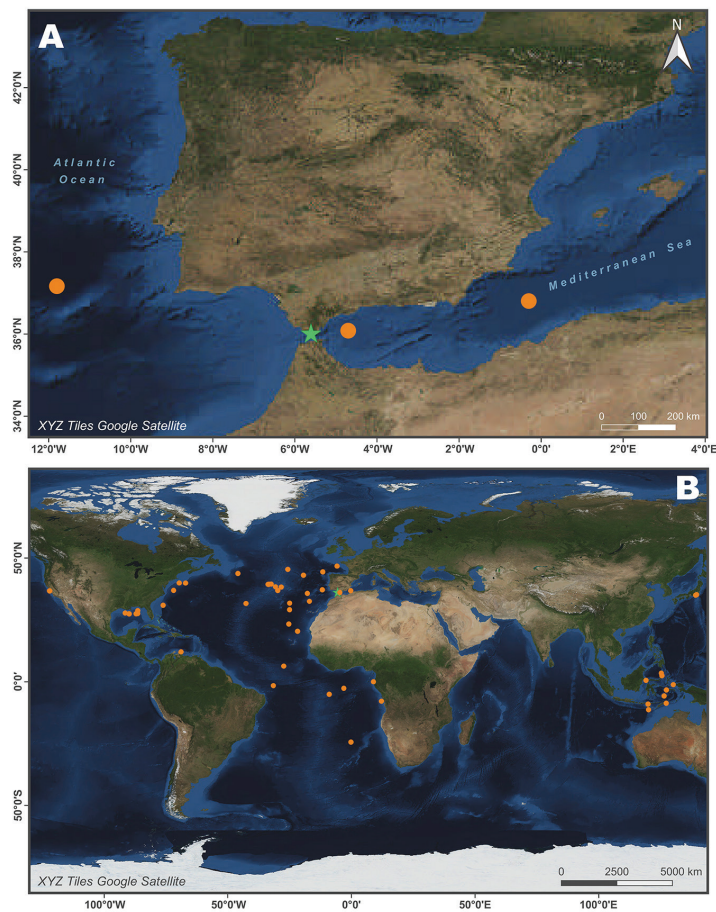 A
N
42°0'N
40°0'N
38°0'N
36°0'N
34°0'N
Atlantic
Ocean
Mediterranean Sea
0 100 200 km
XYZ Tiles Google Satellite
12°0'W 10°0'W 8°0'W 6°0'W 4°0'W 2°0'W 0°0' 2°0'E 4°0'E
B
50°0'N
0°0'
50°0'S
0 2500 5000 km
XYZ Tiles Google Satellite
100°0'W 50°0'W 0°0' 50°0'E 100°0'E